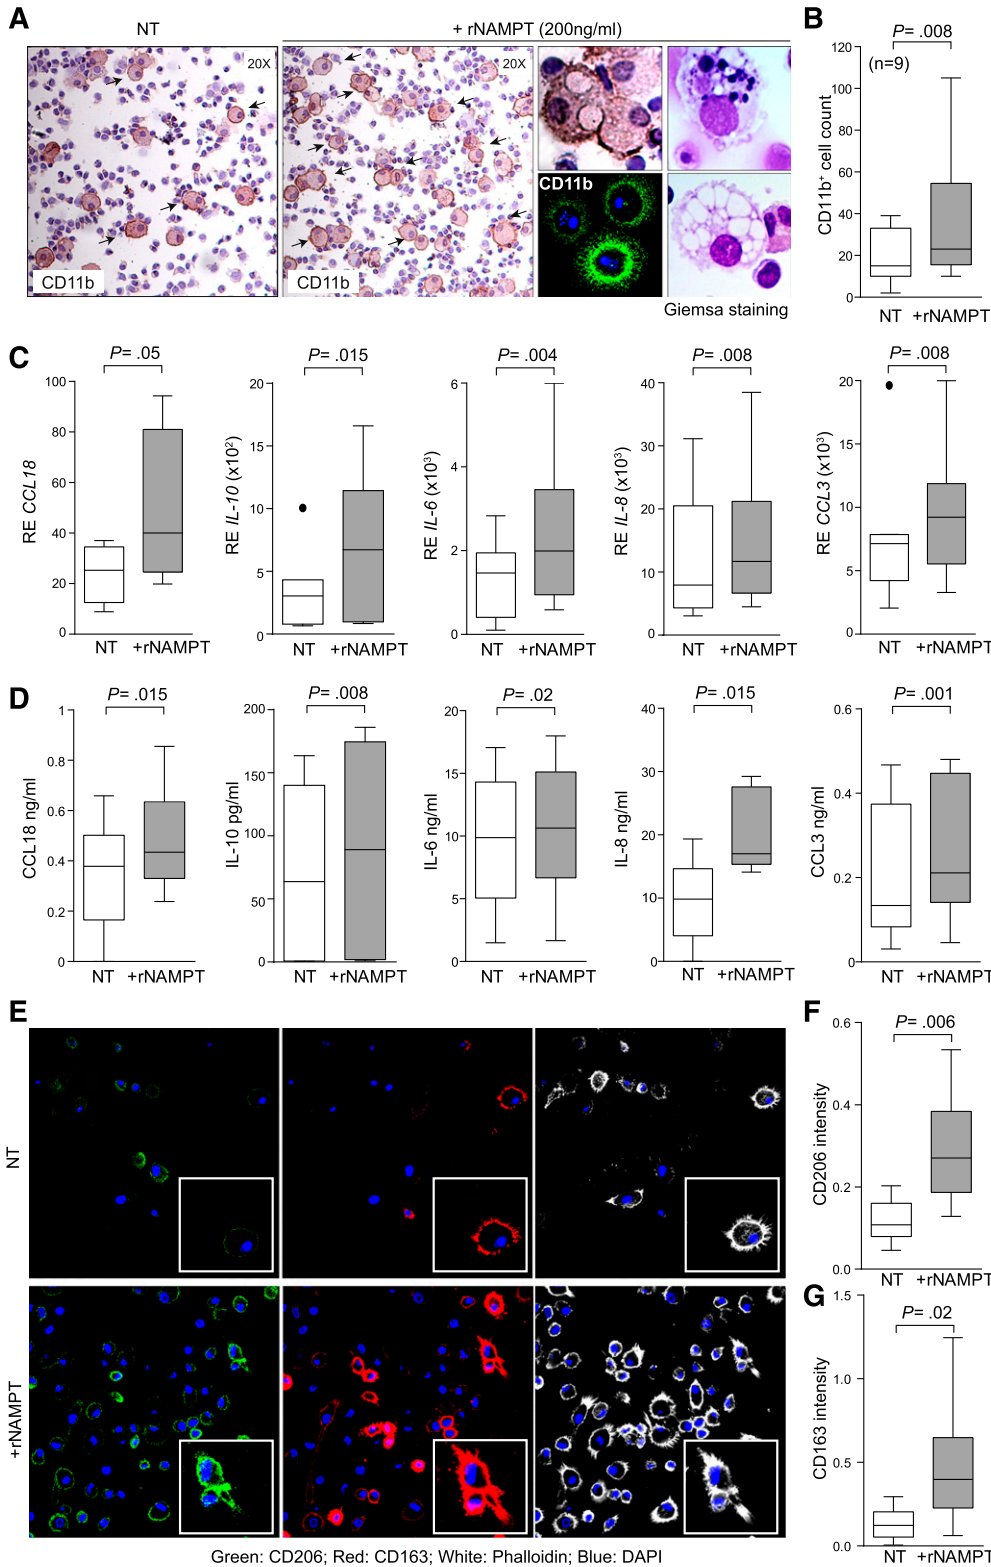 A
NT
+ rNAMPT (200ng/ml)
20X
CD11b
20X
CD11b
CD11b
Giemsa staining
B
P= .008
(n=9)
CD11b+ cell count
120
100
80
60
40
20
0
NT +rNAMPT
C
P= .05
RE CCL18
100
80
60
40
20
0
NT +rNAMPT
P= .015
RE IL-10 (x10²)
20
15
10
5
0
NT +rNAMPT
P= .004
RE IL-6 (x10³)
6
4
2
0
NT +rNAMPT
P= .008
RE IL-8 (x10³)
40
30
20
10
0
NT +rNAMPT
P= .008
RE CCL3 (x10³)
20
15
10
5
0
NT +rNAMPT
D
P= .015
CCL18 ng/ml
1
0.8
0.6
0.4
0.2
0
NT +rNAMPT
P= .008
IL-10 pg/ml
200
150
100
50
0
NT +rNAMPT
P= .02
IL-6 ng/ml
20
15
10
5
0
NT +rNAMPT
P= .015
IL-8 ng/ml
40
30
20
10
0
NT +rNAMPT
P= .001
CCL3 ng/ml
0.6
0.4
0.2
0
NT +rNAMPT
E
NT
+rNAMPT
Green: CD206; Red: CD163; White: Phalloidin; Blue: DAPI
F
P= .006
CD206 intensity
0.6
0.4
0.2
0.0
NT +rNAMPT
G
P= .02
CD163 intensity
1.5
1.0
0.5
0.0
NT +rNAMPT